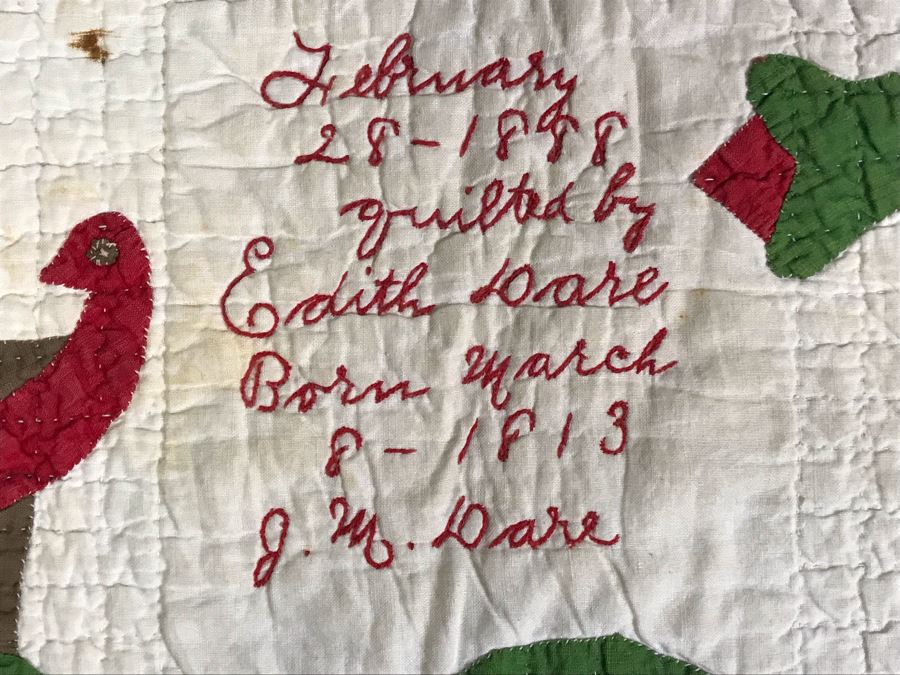 February
28-1888
quilted by
Edith Dare
Born March
8-1813
J. M. Dare